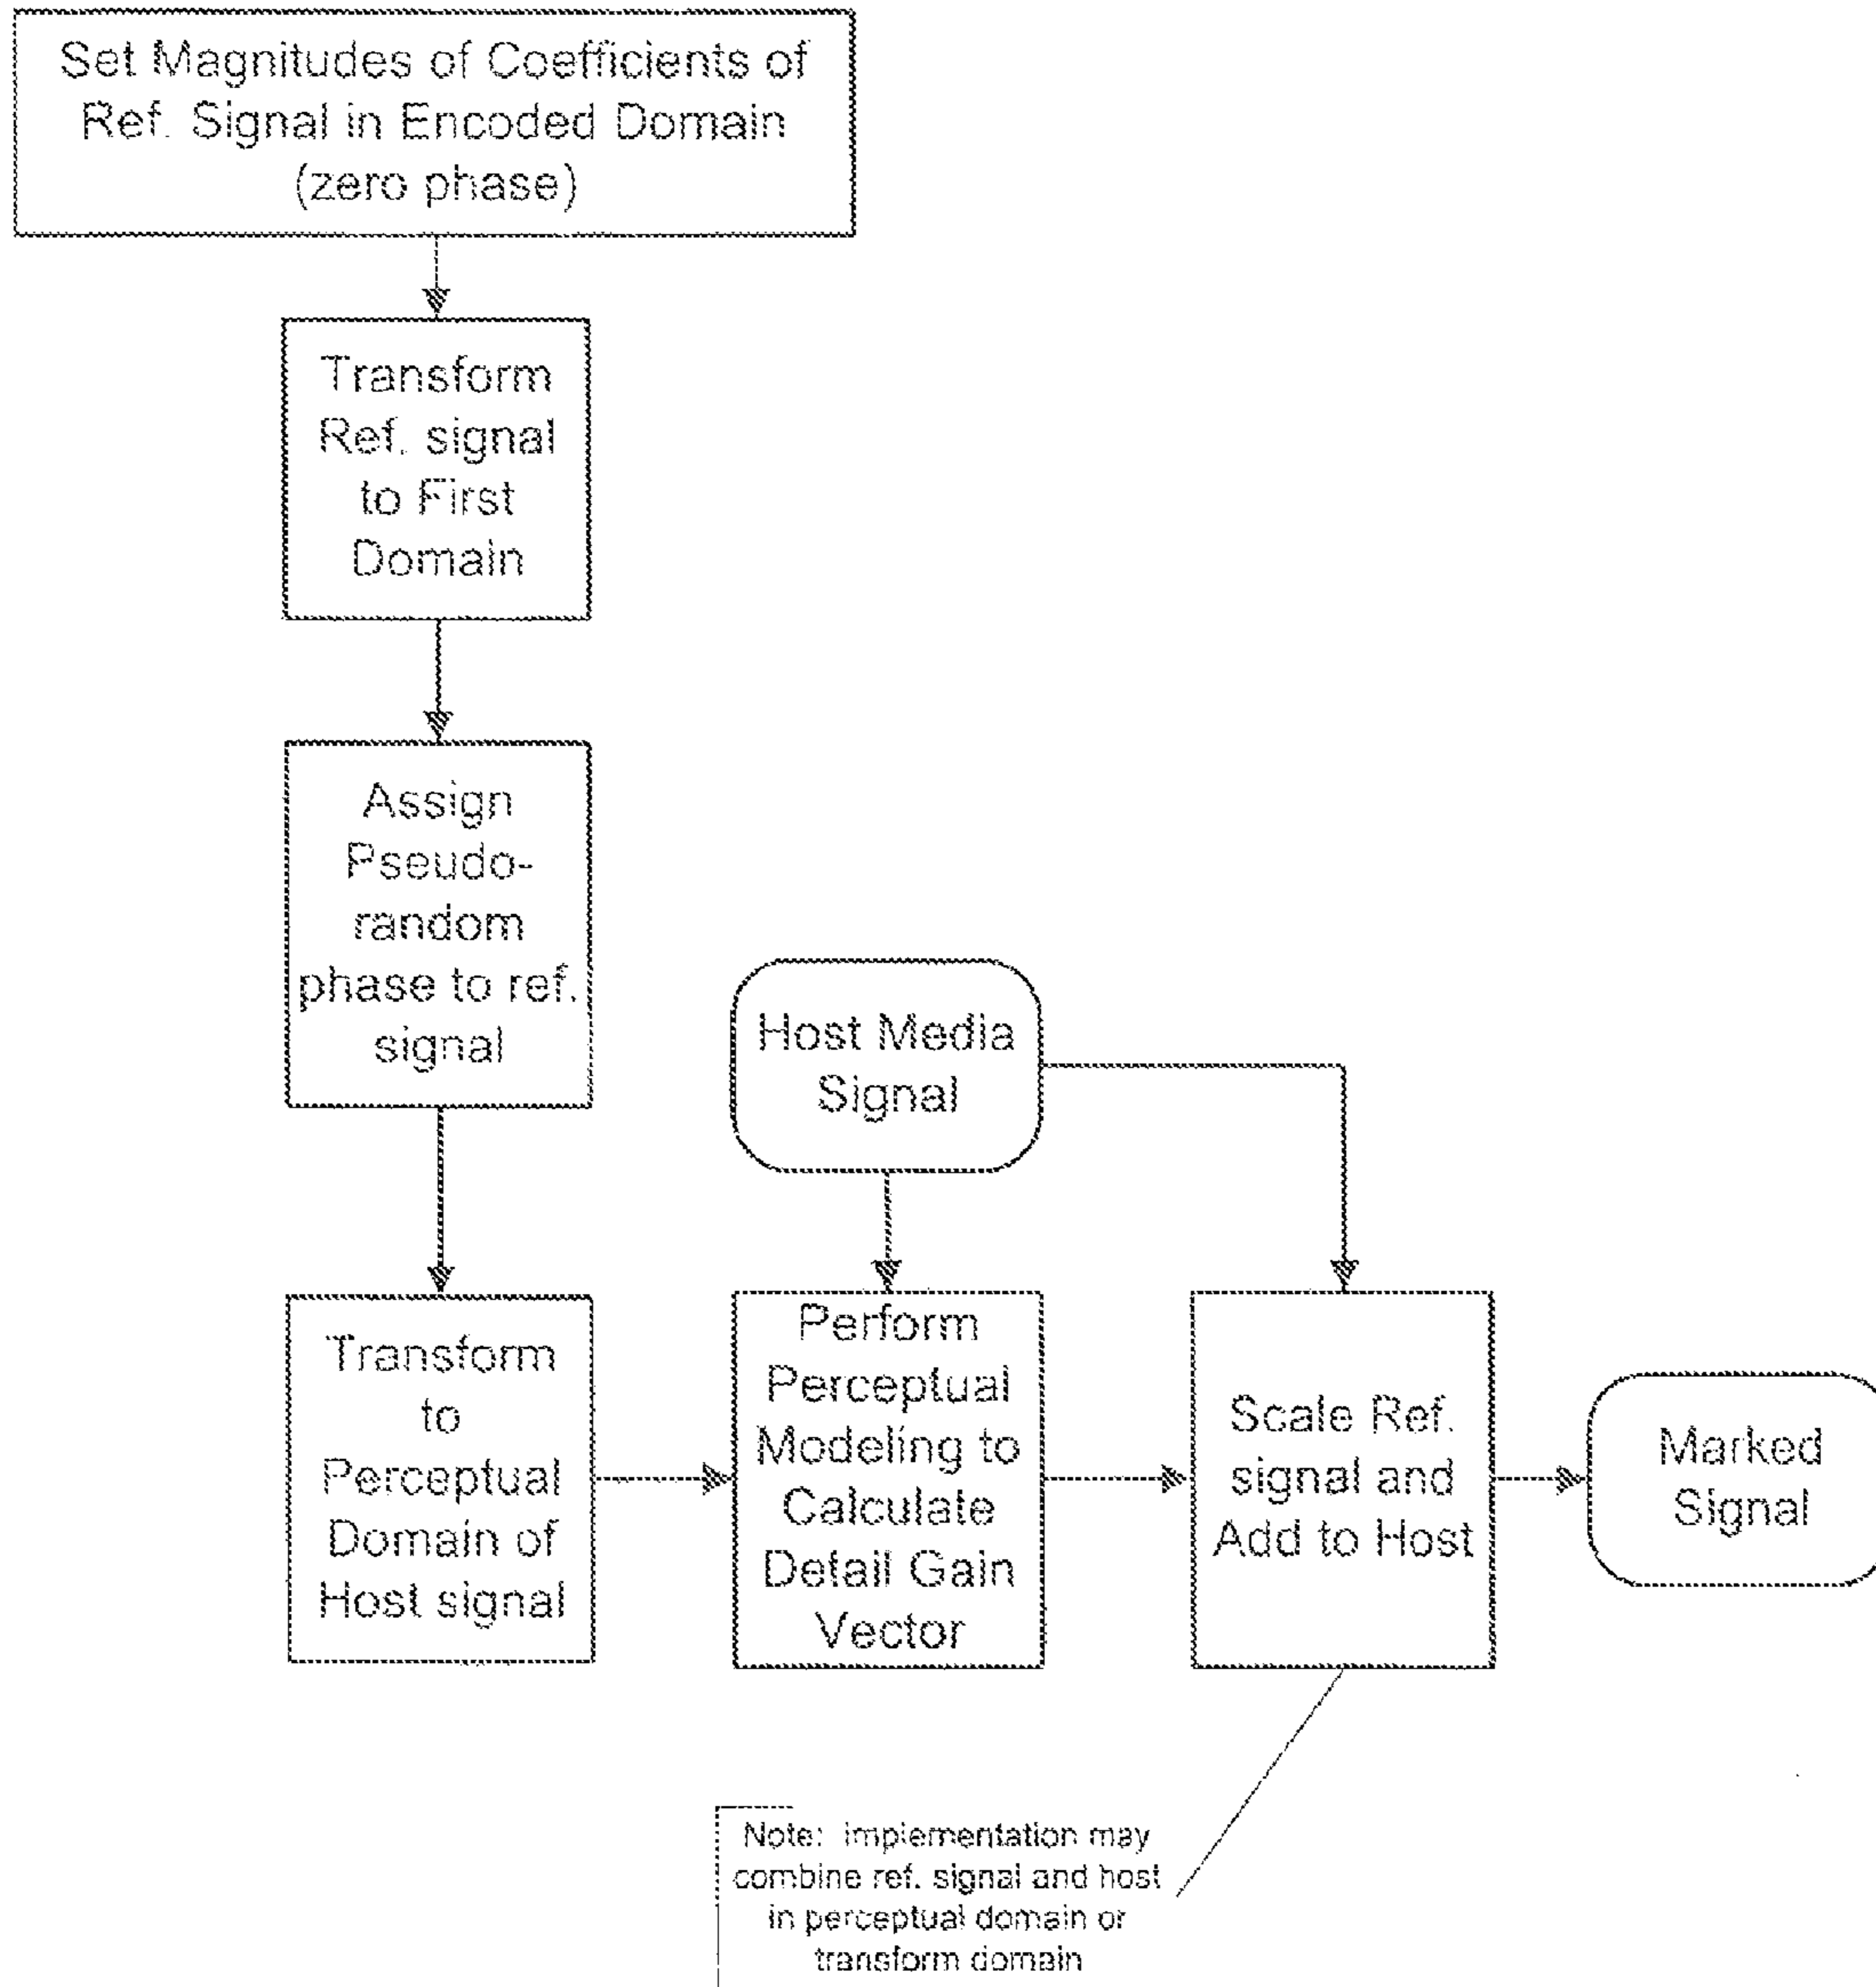 Set Magnitudes of Coefficients of
Ref. Signal in Encoded Domain
(zero phase)
Transform
Ref. signal
to First
Domain
Assign
Pseudo-
random
phase to ref.
signal
Host Media
Signal
Transform
to
Perceptual
Domain of
Host signal
Perform
Perceptual
Modeling to
Calculate
Detail Gain
Vector
Scale Ref.
signal and
Add to Host
Marked
Signal
Note: implementation may
combine ref. signal and host
in perceptual domain or
transform domain